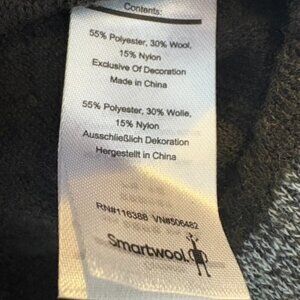 Contents:
55% Polyester, 30% Wool,
15% Nylon
Exclusive Of Decoration
Made in China
55% Polyester, 30% Wolle,
15% Nylon
Ausschließlich Dekoration
Hergestellt in China
RN#116388 VN#506482
Smartwool